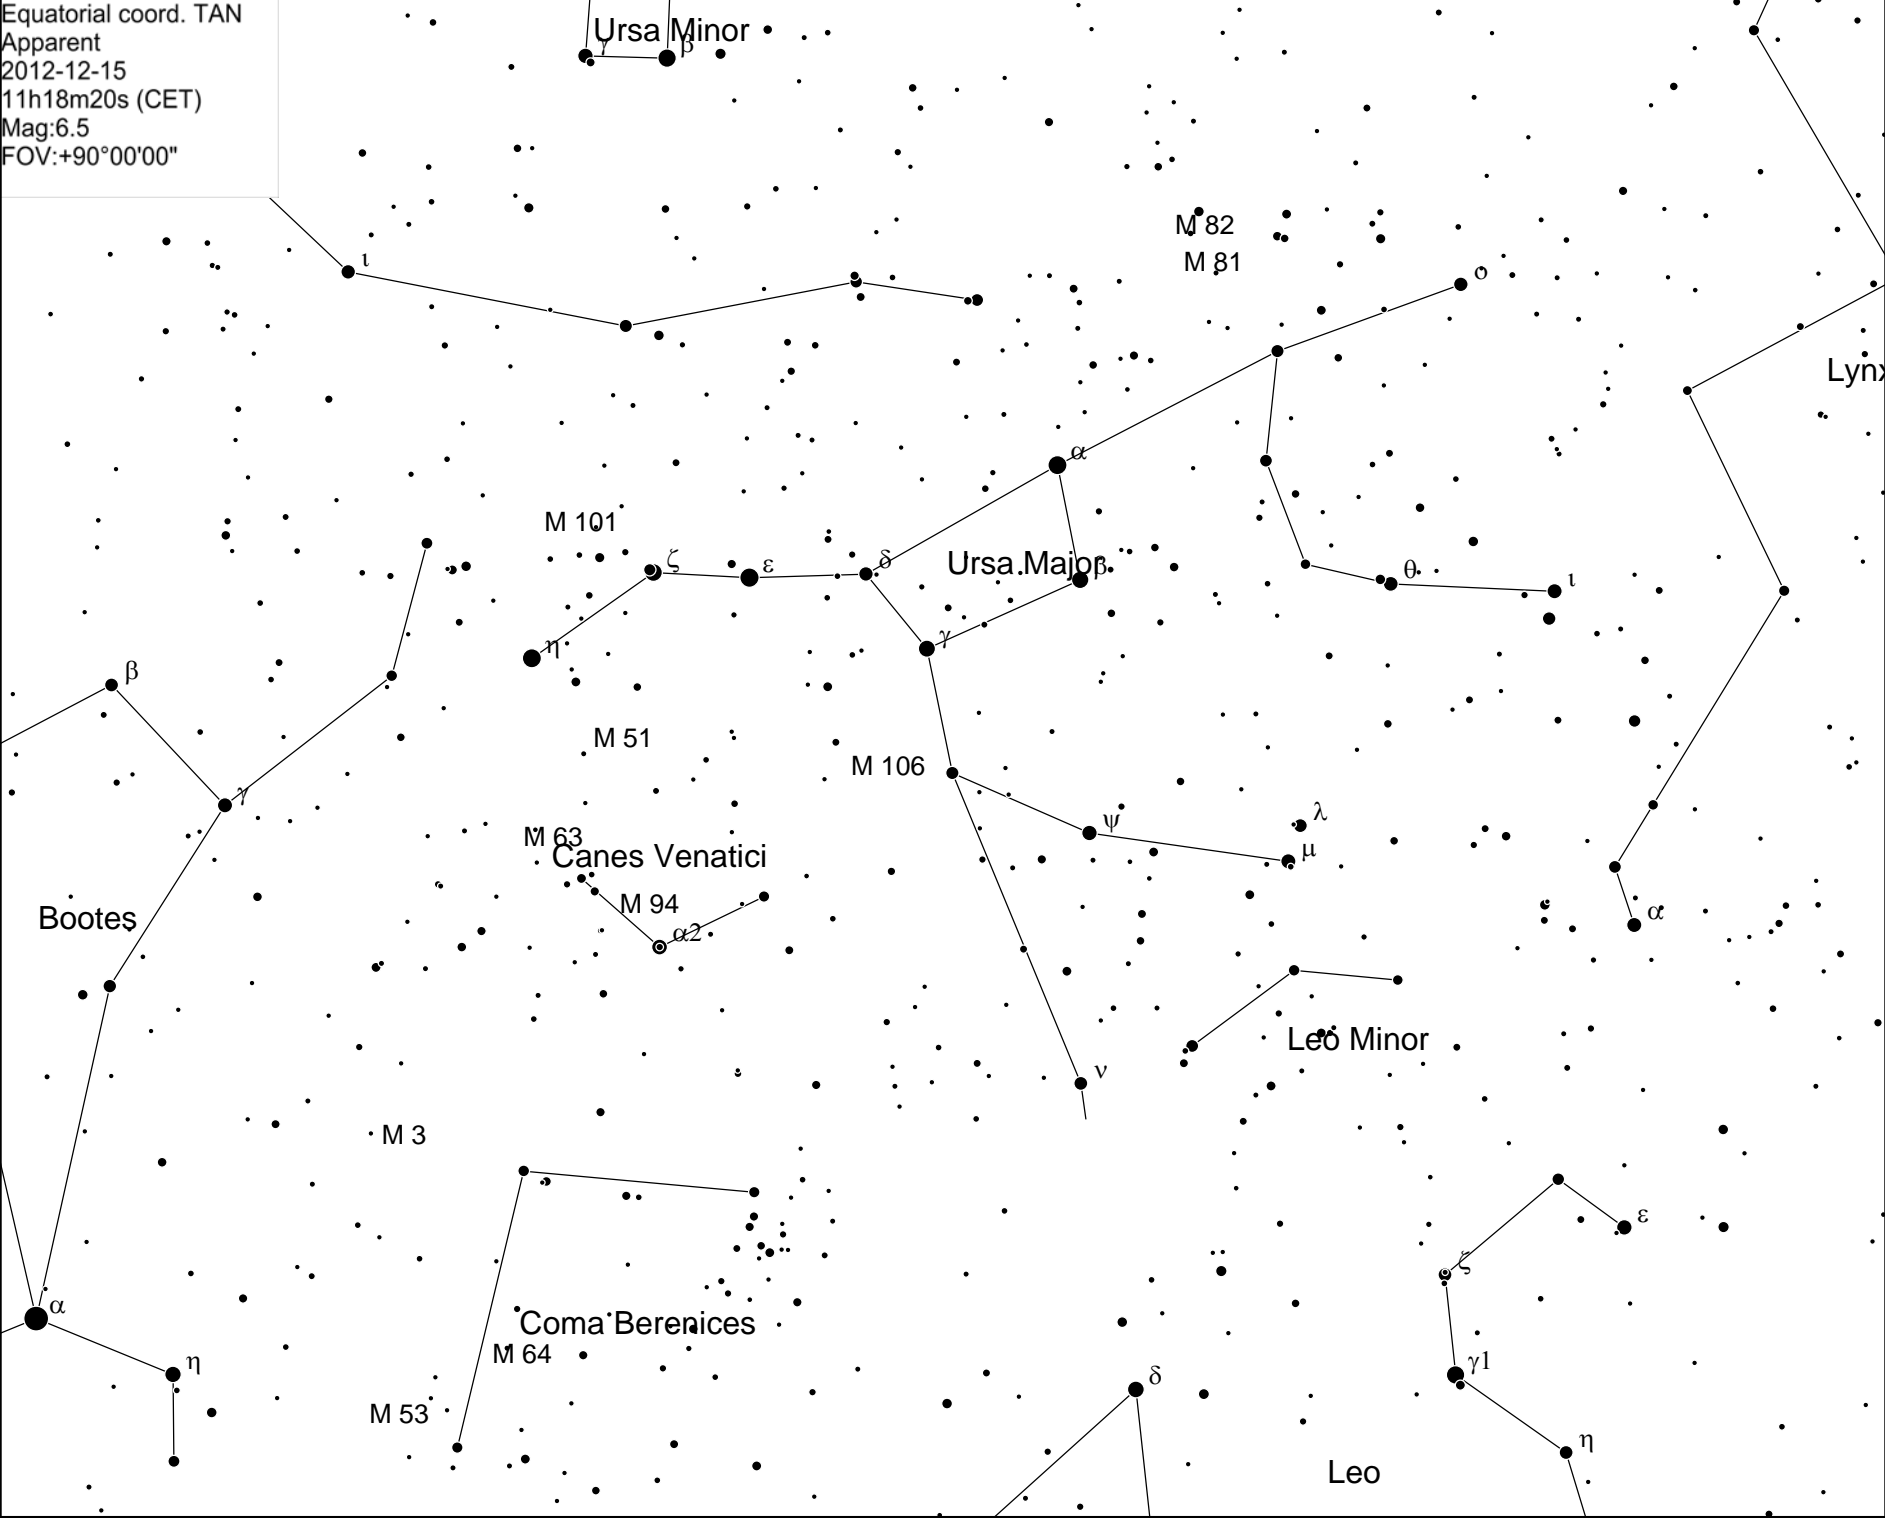 Equatorial coord. TAN
Apparent
2012-12-15
11h18m20s (CET)
Mag:6.5
FOV:+90°00'00"
Ursa Minor
γ
β
M 82
M 81
ι
ο
Lynx
α
M 101
ζ
ε
δ
Ursa Major
β
θ
ι
η
γ
β
M 51
M 106
γ
ψ
λ
μ
M 63
Canes Venatici
M 94
α2
Bootes
α
Leo Minor
ν
M 3
ε
ζ
α
Coma Berenices
M 64
η
δ
γ1
M 53
η
Leo